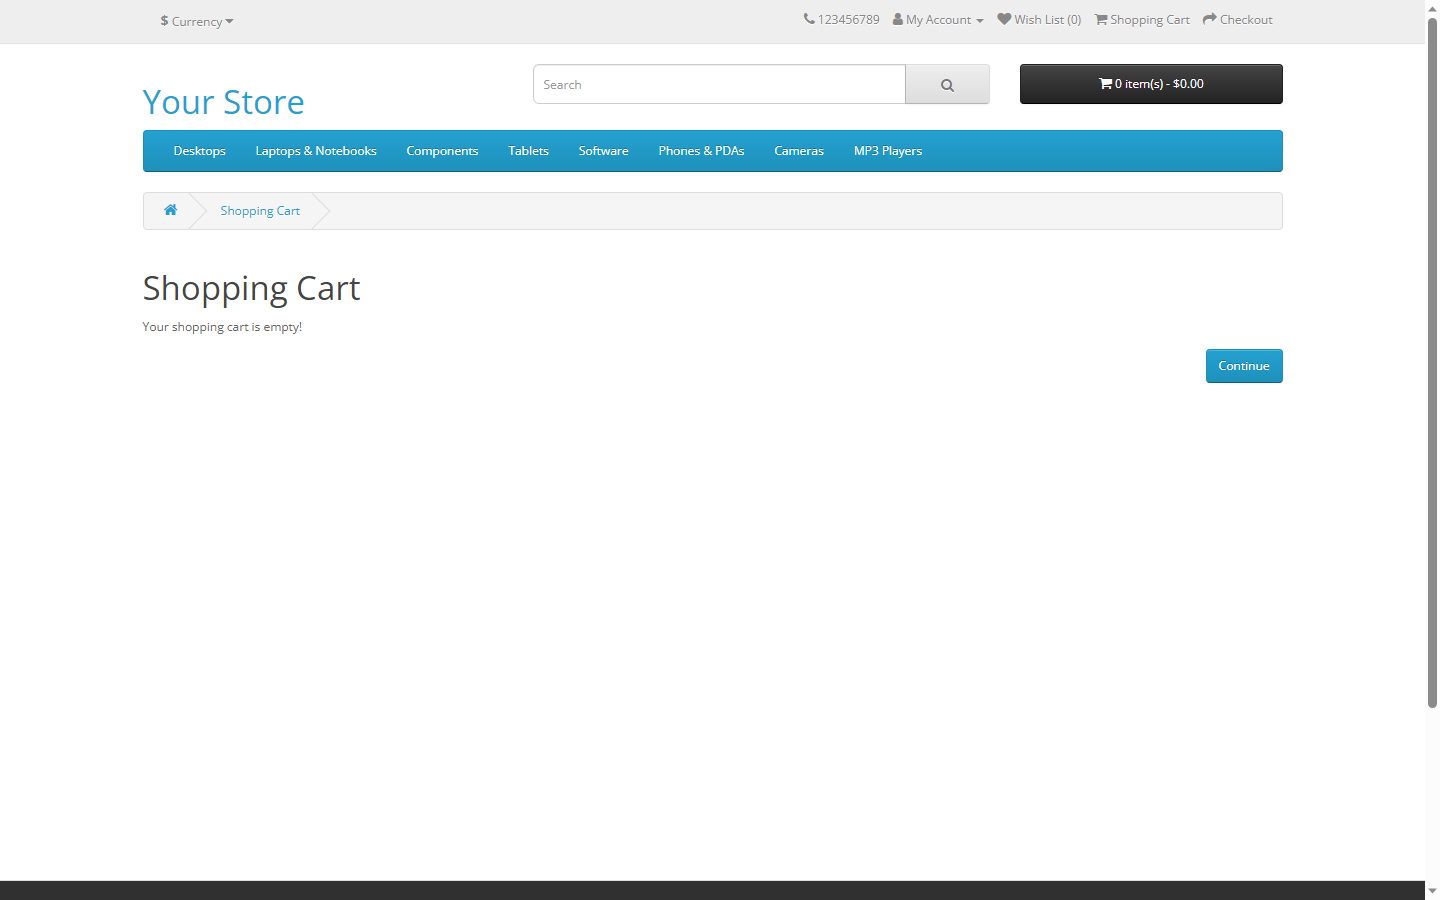 $ Currency
123456789 My Account Wish List (0) Shopping Cart Checkout
Your Store
Search
0 item(s) - $0.00
Desktops Laptops & Notebooks Components Tablets Software Phones & PDAs Cameras MP3 Players
Shopping Cart
Shopping Cart
Your shopping cart is empty!
Continue